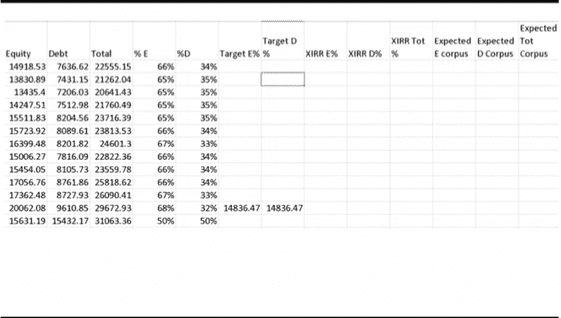 Expected
Target D XIRR Tot Expected Expected Tot
Equity Debt Total % E %D Target E% % XIRR E% XIRR D% % E corpus D Corpus Corpus
14918.53 7636.62 22555.15 66% 34%
13830.89 7431.15 21262.04 65% 35%
13435.4 7206.03 20641.43 65% 35%
14247.51 7512.98 21760.49 65% 35%
15511.83 8204.56 23716.39 65% 35%
15723.92 8089.61 23813.53 66% 34%
16399.48 8201.82 24601.3 67% 33%
15006.27 7816.09 22822.36 66% 34%
15454.05 8105.73 23559.78 66% 34%
17056.76 8761.86 25818.62 66% 34%
17362.48 8727.93 26090.41 67% 33%
20062.08 9610.85 29672.93 68% 32% 14836.47 14836.47
15631.19 15432.17 31063.36 50% 50%